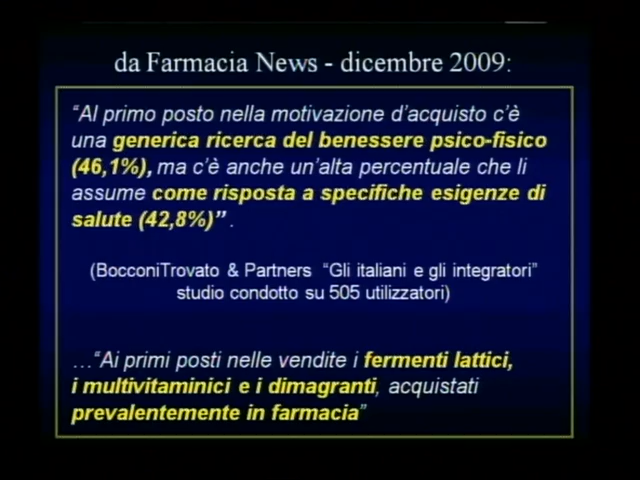 da Farmacia News - dicembre 2009:
“Al primo posto nella motivazione d’acquisto c’è
una generica ricerca del benessere psico-fisico
(46,1%), ma c’è anche un’alta percentuale che li
assume come risposta a specifiche esigenze di
salute (42,8%)” .
(BocconiTrovato & Partners “Gli italiani e gli integratori”
studio condotto su 505 utilizzatori)
…“Ai primi posti nelle vendite i fermenti lattici,
i multivitaminici e i dimagranti, acquistati
prevalentemente in farmacia”